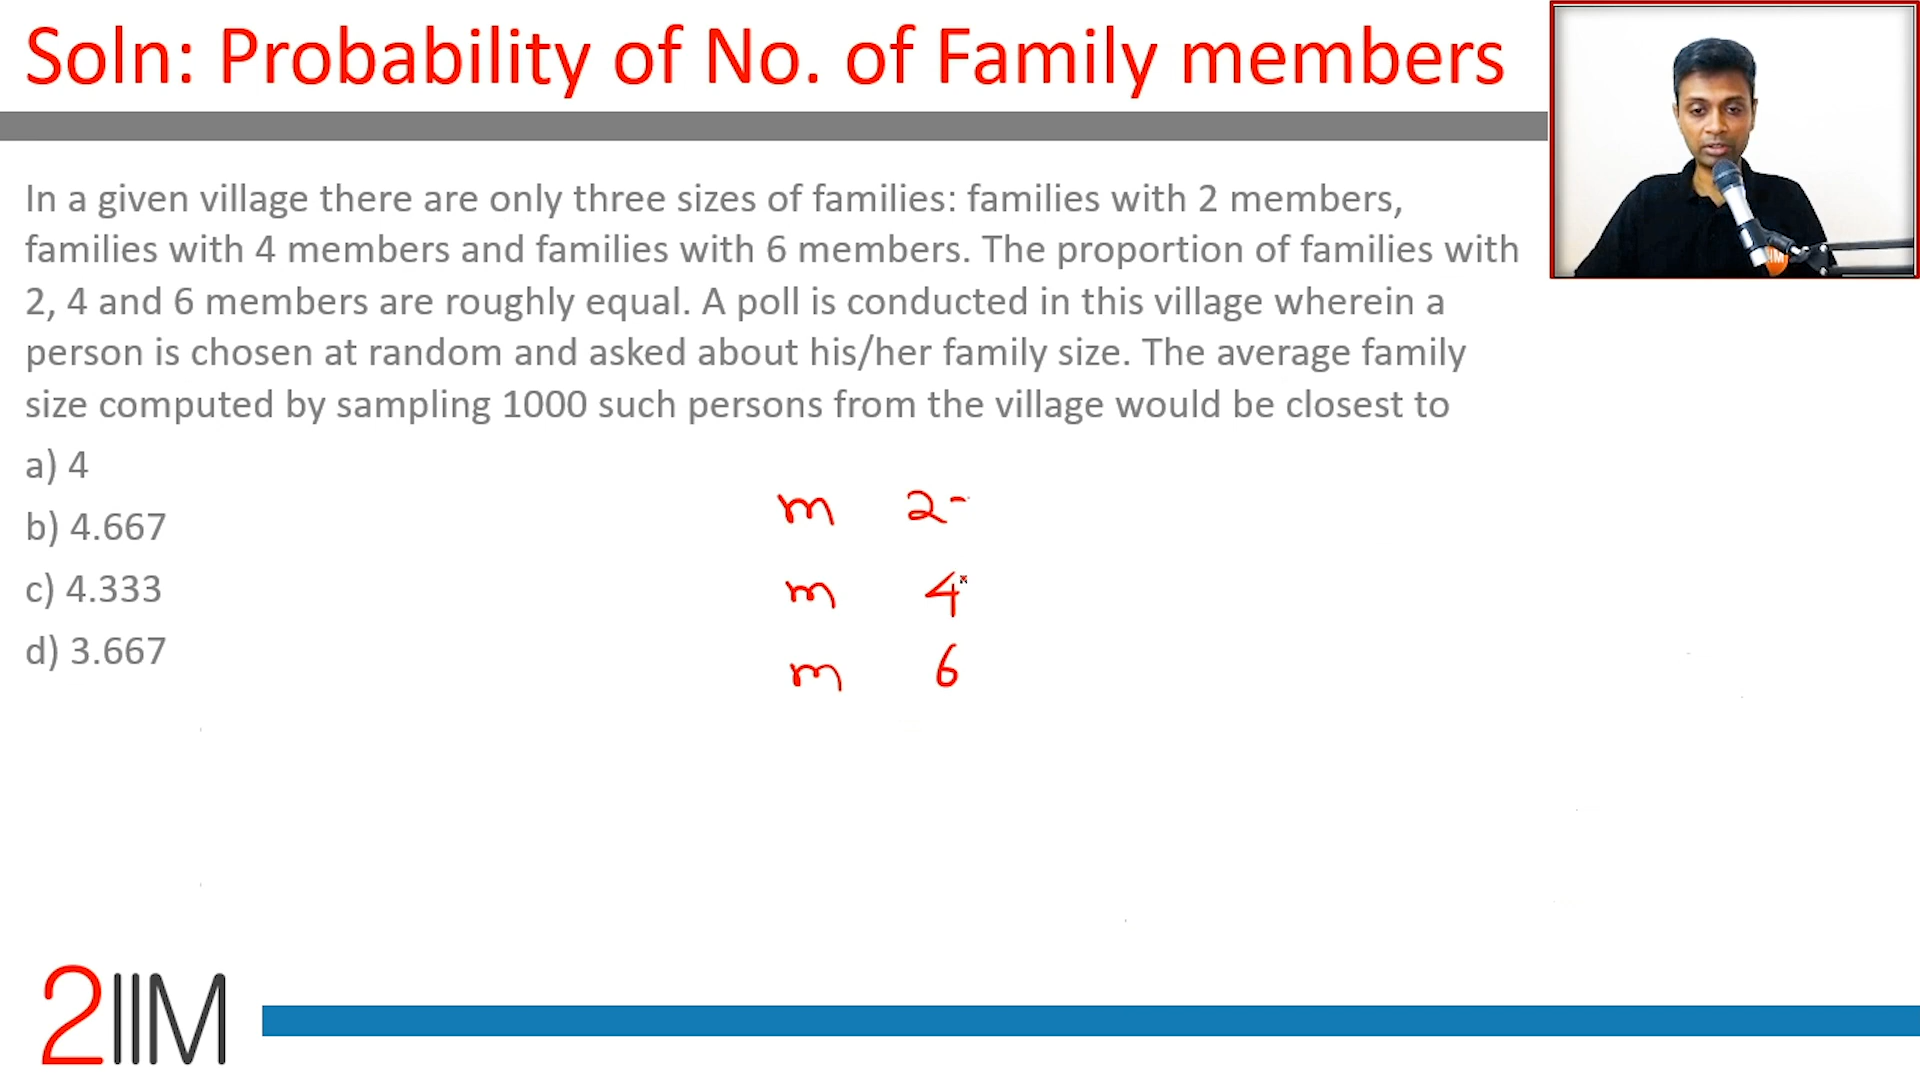 Soln: Probability of No. of Family members
In a given village there are only three sizes of families: families with 2 members,
families with 4 members and families with 6 members. The proportion of families with
2, 4 and 6 members are roughly equal. A poll is conducted in this village wherein a
person is chosen at random and asked about his/her family size. The average family
size computed by sampling 1000 such persons from the village would be closest to
a) 4
b) 4.667
c) 4.333
d) 3.667
m 2-
m 4
m 6
2IIM